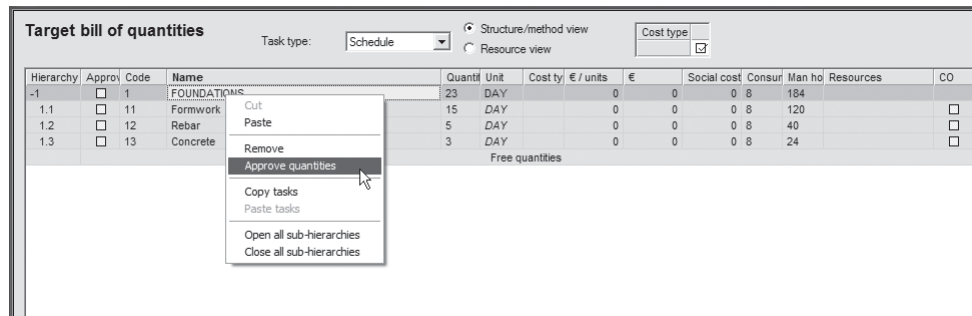 Target bill of quantities
Task type: Schedule
Structure/method view
Resource view
Cost type
Hierarchy Approv Code Name Quantit Unit Cost ty € / units € Social cost Consur Man ho Resources CO
-1 1 FOUNDATIONS 23 DAY 0 0 0 8 184
1.1 11 Formwork 15 DAY 0 0 0 8 120
1.2 12 Rebar 5 DAY 0 0 0 8 40
1.3 13 Concrete 3 DAY 0 0 0 8 24
Free quantities
Cut
Paste
Remove
Approve quantities
Copy tasks
Paste tasks
Open all sub-hierarchies
Close all sub-hierarchies